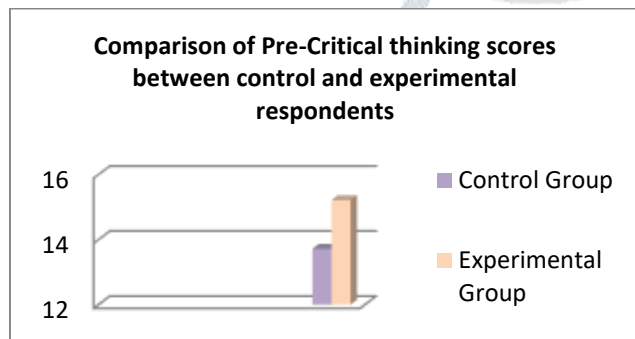 Comparison of Pre-Critical thinking scores
between control and experimental
respondents
16
14
12
Control Group
Experimental
Group